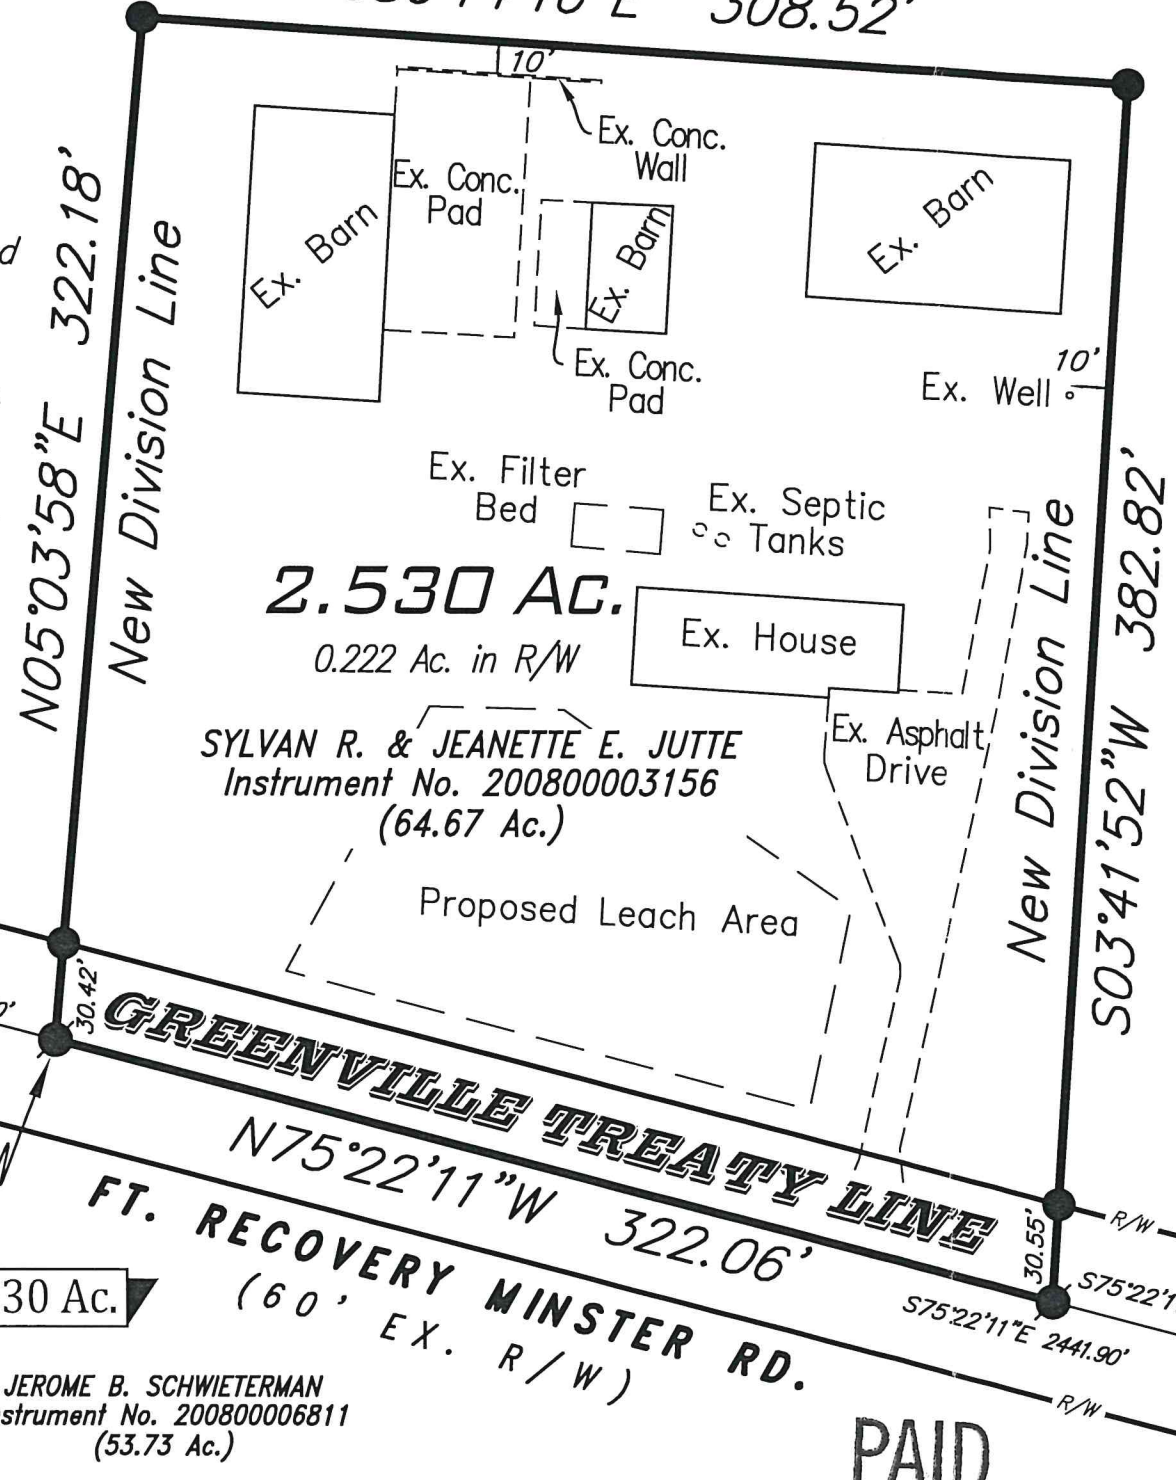 308.52'
10'
Ex. Conc.
Wall
Ex. Conc.
Pad
Ex. Barn
Ex. Barn
Ex. Barn
Ex. Conc.
Pad
10'
Ex. Well
N05°03'58"E 322.18'
New Division Line
Ex. Filter
Bed
Ex. Septic
Tanks
2.530 AC.
0.222 Ac. in R/W
Ex. House
SYLVAN R. & JEANETTE E. JUTTE
Instrument No. 200800003156
(64.67 Ac.)
Ex. Asphalt
Drive
New Division Line
S03°41'52"W 382.82'
Proposed Leach Area
30.42'
GREENVILLE TREATY LINE
N75°22'11"W 322.06'
30.55'
R/W
S75°22'1
S75°22'11"E 2441.90'
FT. RECOVERY MINSTER RD.
(60' EX. R/W)
R/W
30 Ac.
JEROME B. SCHWIETERMAN
strument No. 200800006811
(53.73 Ac.)
PAID